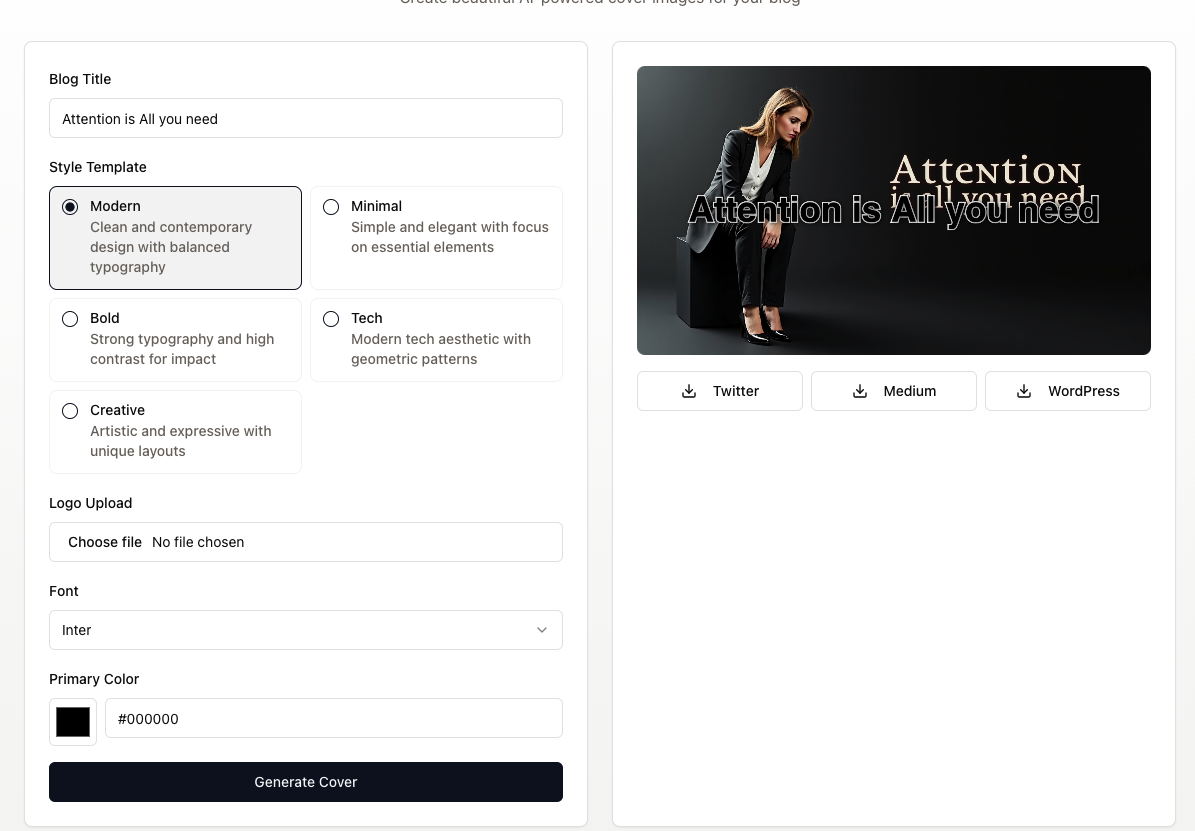 Create beautiful AI-powered cover images for your blog
Blog Title
Attention is All you need
Style Template
Modern
Clean and contemporary
design with balanced
typography
Minimal
Simple and elegant with focus
on essential elements
Bold
Strong typography and high
contrast for impact
Tech
Modern tech aesthetic with
geometric patterns
Creative
Artistic and expressive with
unique layouts
Logo Upload
Choose file No file chosen
Font
Inter
Primary Color
#000000
Generate Cover
Attention
is all you need
Attention is All you need
Twitter
Medium
WordPress